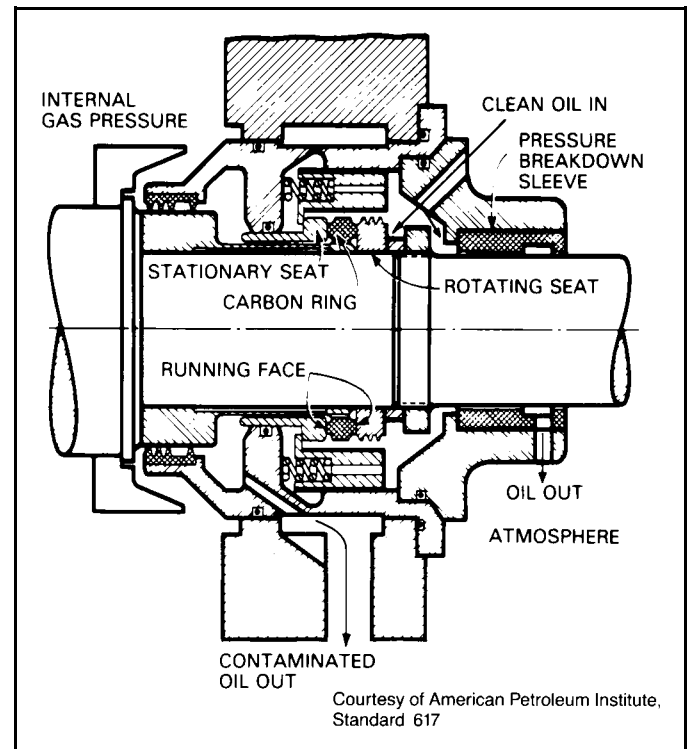 INTERNAL
GAS PRESSURE
CLEAN OIL IN
PRESSURE
BREAKDOWN
SLEEVE
STATIONARY SEAT
CARBON RING
ROTATING SEAT
RUNNING FACE
OIL OUT
ATMOSPHERE
CONTAMINATED
OIL OUT
Courtesy of American Petroleum Institute,
Standard 617